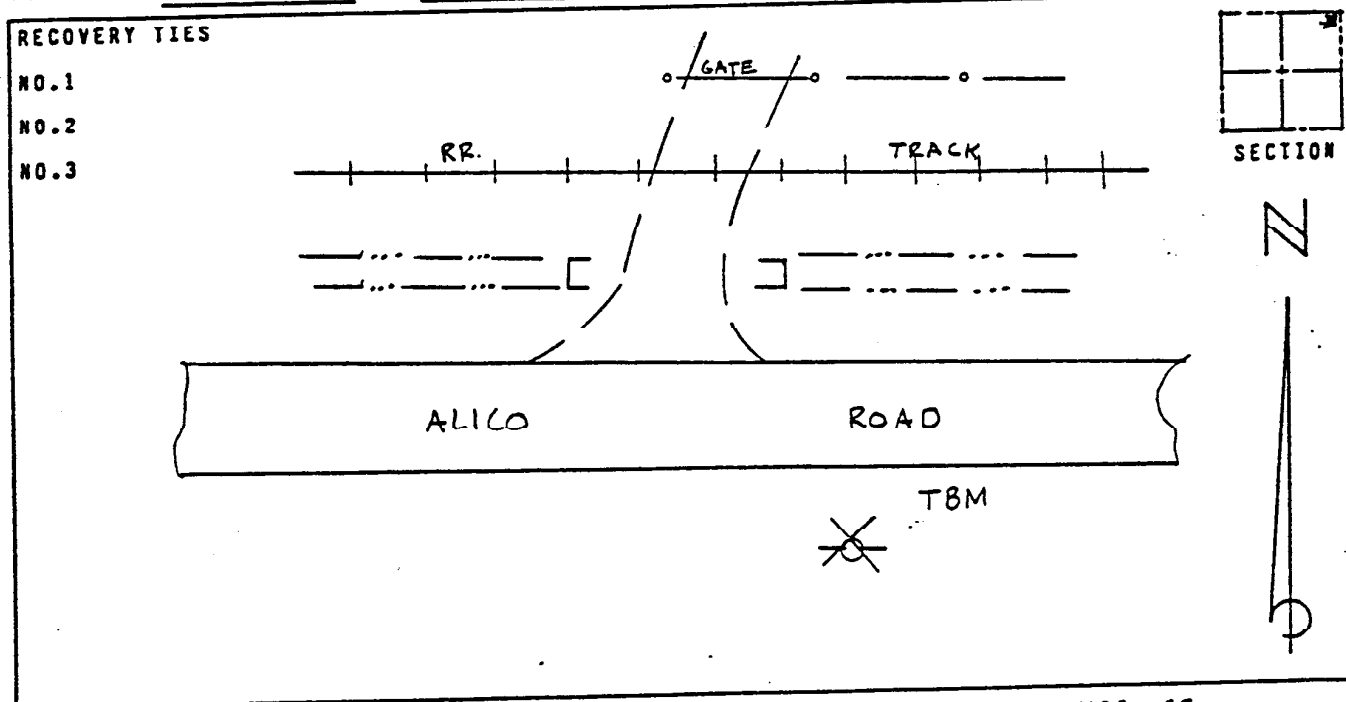 RECOVERY TIES
NO.1
GATE
NO.2
NO.3
RR. TRACK
SECTION
N
ALICO ROAD
TBM